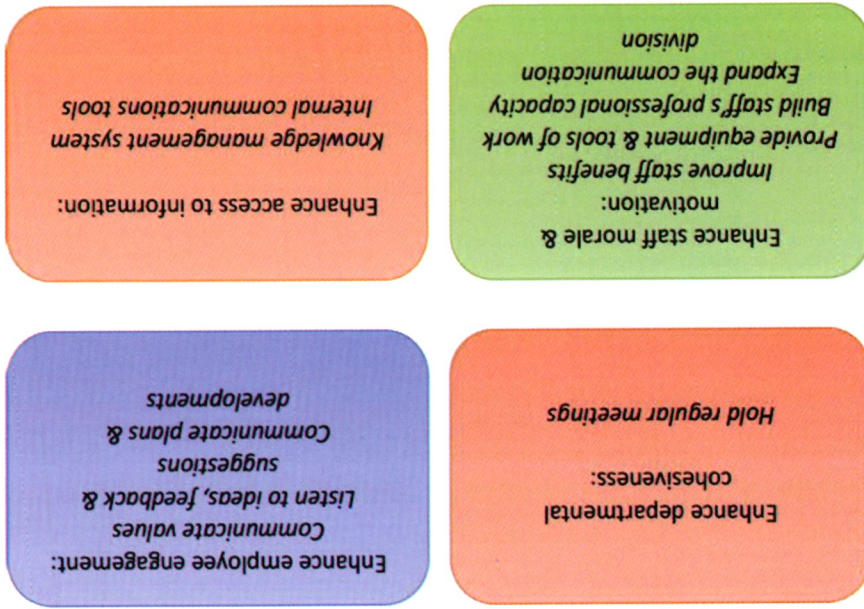 Enhance departmental
cohesiveness:
Hold regular meetings
Enhance employee engagement:
Communicate values
Listen to ideas, feedback &
suggestions
Communicate plans &
developments
Enhance staff morale &
motivation:
Improve staff benefits
Provide equipment & tools of work
Build staff's professional capacity
Expand the communication
division
Enhance access to information:
Knowledge management system
Internal communications tools